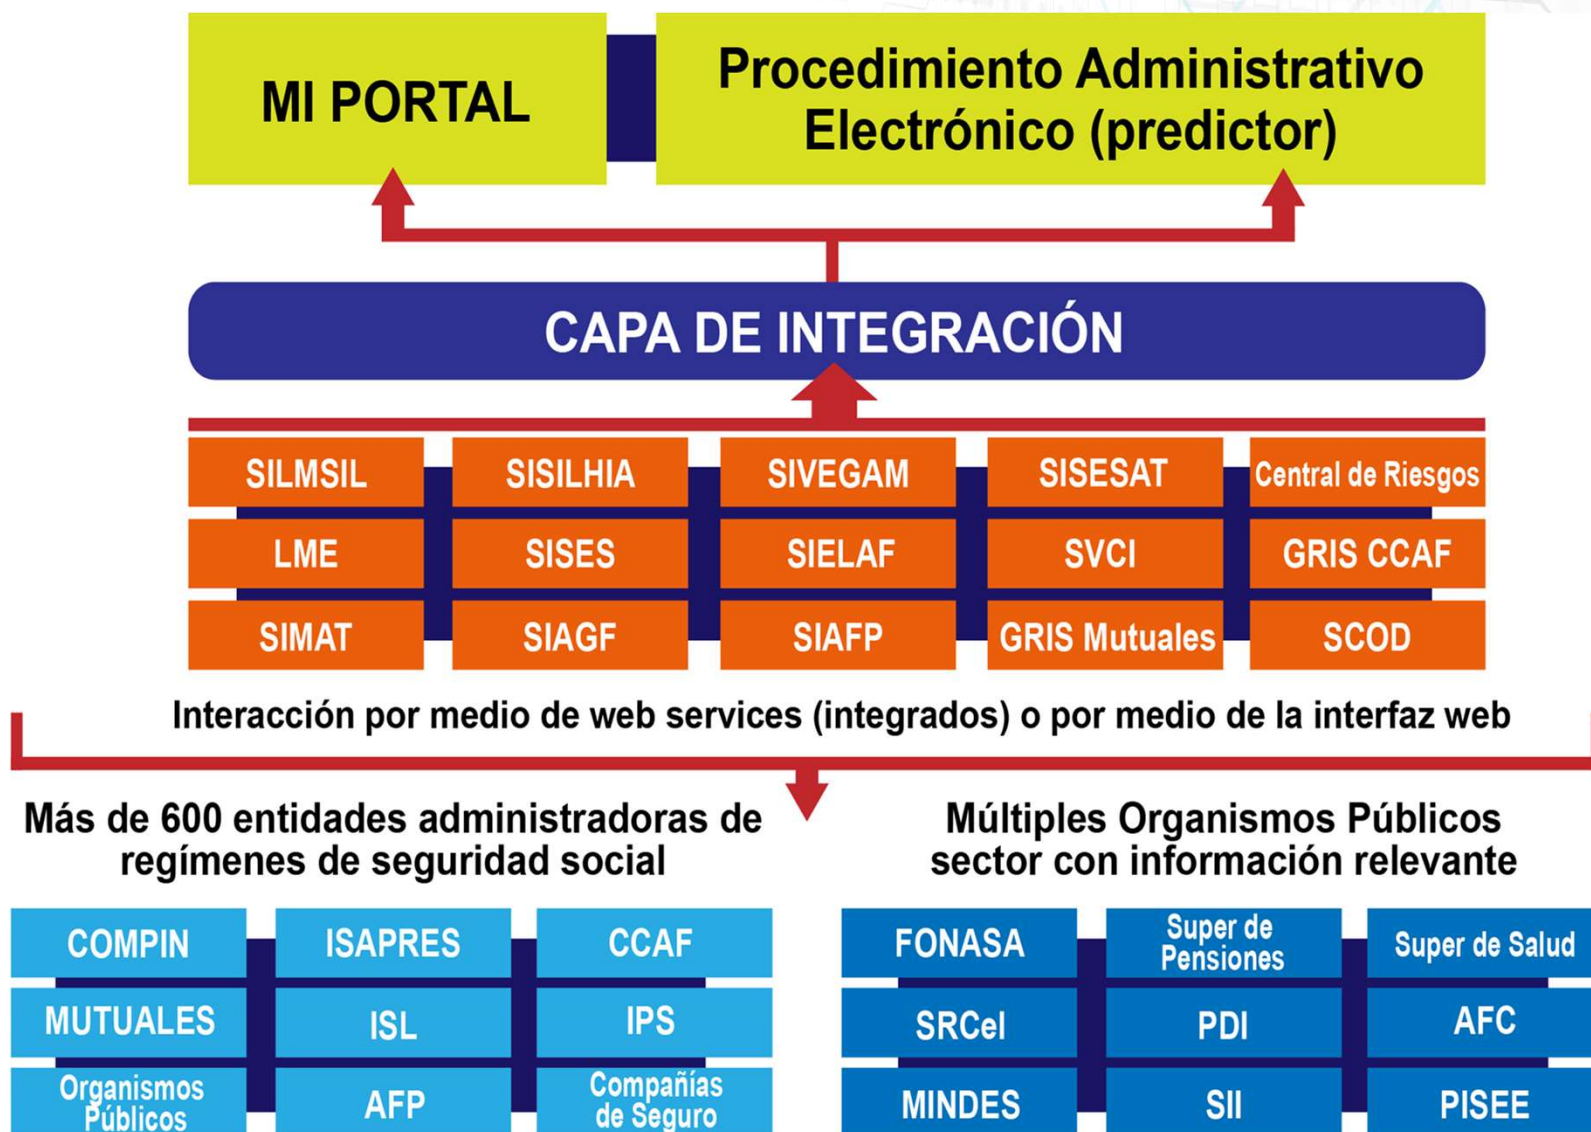 MI PORTAL
Procedimiento Administrativo
Electrónico (predictor)
CAPA DE INTEGRACIÓN
SILMSIL
SISILHIA
SIVEGAM
SISESAT
Central de Riesgos
LME
SISES
SIELAF
SVCI
GRIS CCAF
SIMAT
SIAGF
SIAFP
GRIS Mutuales
SCOD
Interacción por medio de web services (integrados) o por medio de la interfaz web
Más de 600 entidades administradoras de
regímenes de seguridad social
COMPIN
ISAPRES
CCAF
MUTUALES
ISL
IPS
Organismos
Públicos
AFP
Compañías
de Seguro
Múltiples Organismos Públicos
sector con información relevante
FONASA
Super de
Pensiones
Super de Salud
SRCeI
PDI
AFC
MINDES
SII
PISEE